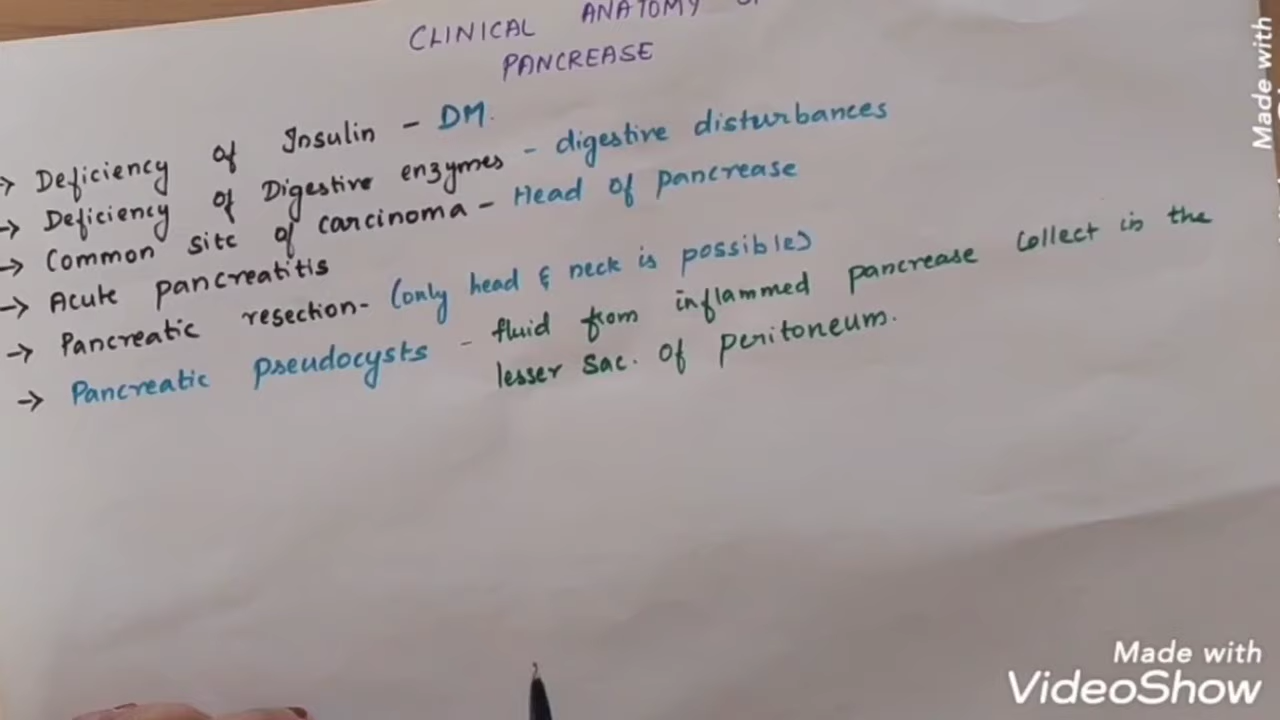 CLINICAL ANATOMY OF
PANCREASE
→ Deficiency of Insulin - DM.
→ Deficiency of Digestive enzymes - digestive disturbances
→ Common site of carcinoma - Head of pancrease
→ Acute pancreatitis
→ Pancreatic resection- (only head & neck is possible)
→ Pancreatic pseudocysts - fluid from inflammed pancrease collect in the
lesser sac. of peritoneum.
Made with
Made with
VideoShow